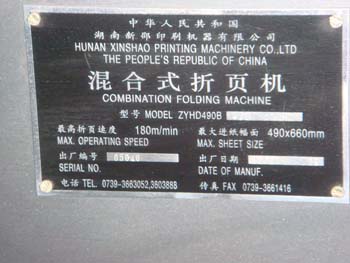 中华人民共和国
湖南新邵印刷机器有限公司
HUNAN XINSHAO PRINTING MACHINERY CO.,LTD
THE PEOPLE'S REPUBLIC OF CHINA
混合式折页机
COMBINATION FOLDING MACHINE
型号 MODEL ZYHD490B
最高折页速度 180m/min 最大进纸幅面 490x660mm
MAX. OPERATING SPEED MAX. SHEET SIZE
出厂编号 出厂日期
SERIAL NO. DATE OF MANUF.
电话 TEL. 0739-3663052,3603888 传真 FAX 0739-3661416